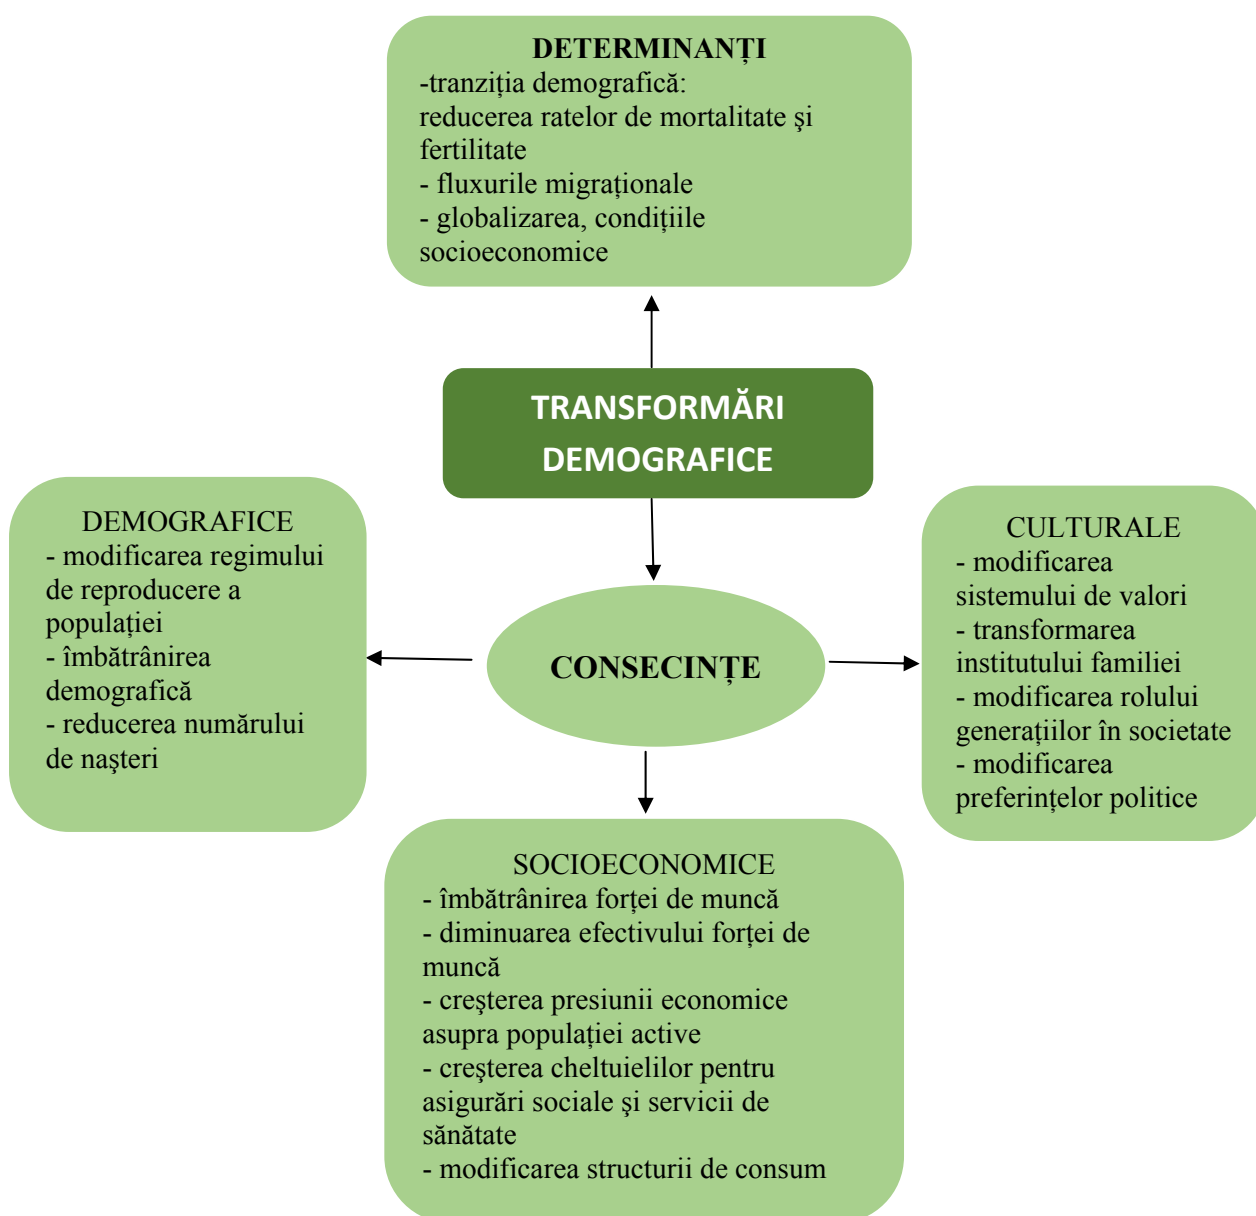 DETERMINANȚI
-tranziția demografică:
reducerea ratelor de mortalitate şi
fertilitate
- fluxurile migraționale
- globalizarea, condițiile
socioeconomice
TRANSFORMĂRI
DEMOGRAFICE
DEMOGRAFICE
- modificarea regimului
de reproducere a
populației
- îmbătrânirea
demografică
- reducerea numărului
de naşteri
CONSECINȚE
CULTURALE
- modificarea
sistemului de valori
- transformarea
institutului familiei
- modificarea rolului
generațiilor în societate
- modificarea
preferințelor politice
SOCIOECONOMICE
- îmbătrânirea forței de muncă
- diminuarea efectivului forței de
muncă
- creşterea presiunii economice
asupra populației active
- creşterea cheltuielilor pentru
asigurări sociale şi servicii de
sănătate
- modificarea structurii de consum